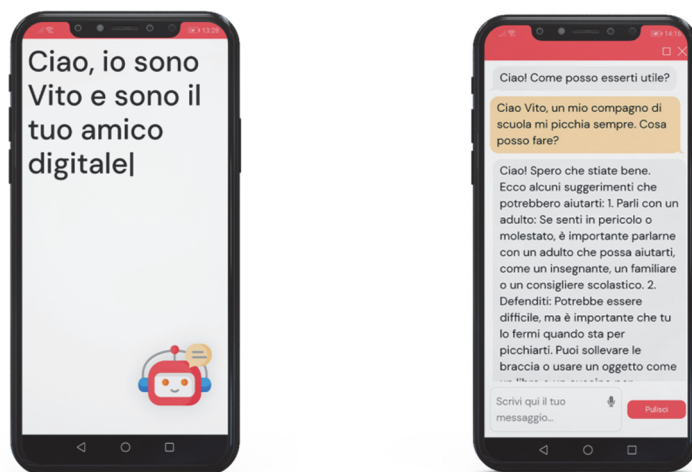 13:28
Ciao, io sono
Vito e sono il
tuo amico
digitale|
14:16
Ciao! Come posso esserti utile?
Ciao Vito, un mio compagno di
scuola mi picchia sempre. Cosa
posso fare?
Ciao! Spero che stiate bene.
Ecco alcuni suggerimenti che
potrebbero aiutarti: 1. Parli con un
adulto: Se senti in pericolo o
molestato, è importante parlarne
con un adulto che possa aiutarti,
come un insegnante, un familiare
o un consigliere scolastico. 2.
Defenditi: Potrebbe essere
difficile, ma è importante che tu
lo fermi quando sta per
picchiarti. Puoi sollevare le
braccia o usare un oggetto come
Scrivi qui il tuo
messaggio...
Pulisci